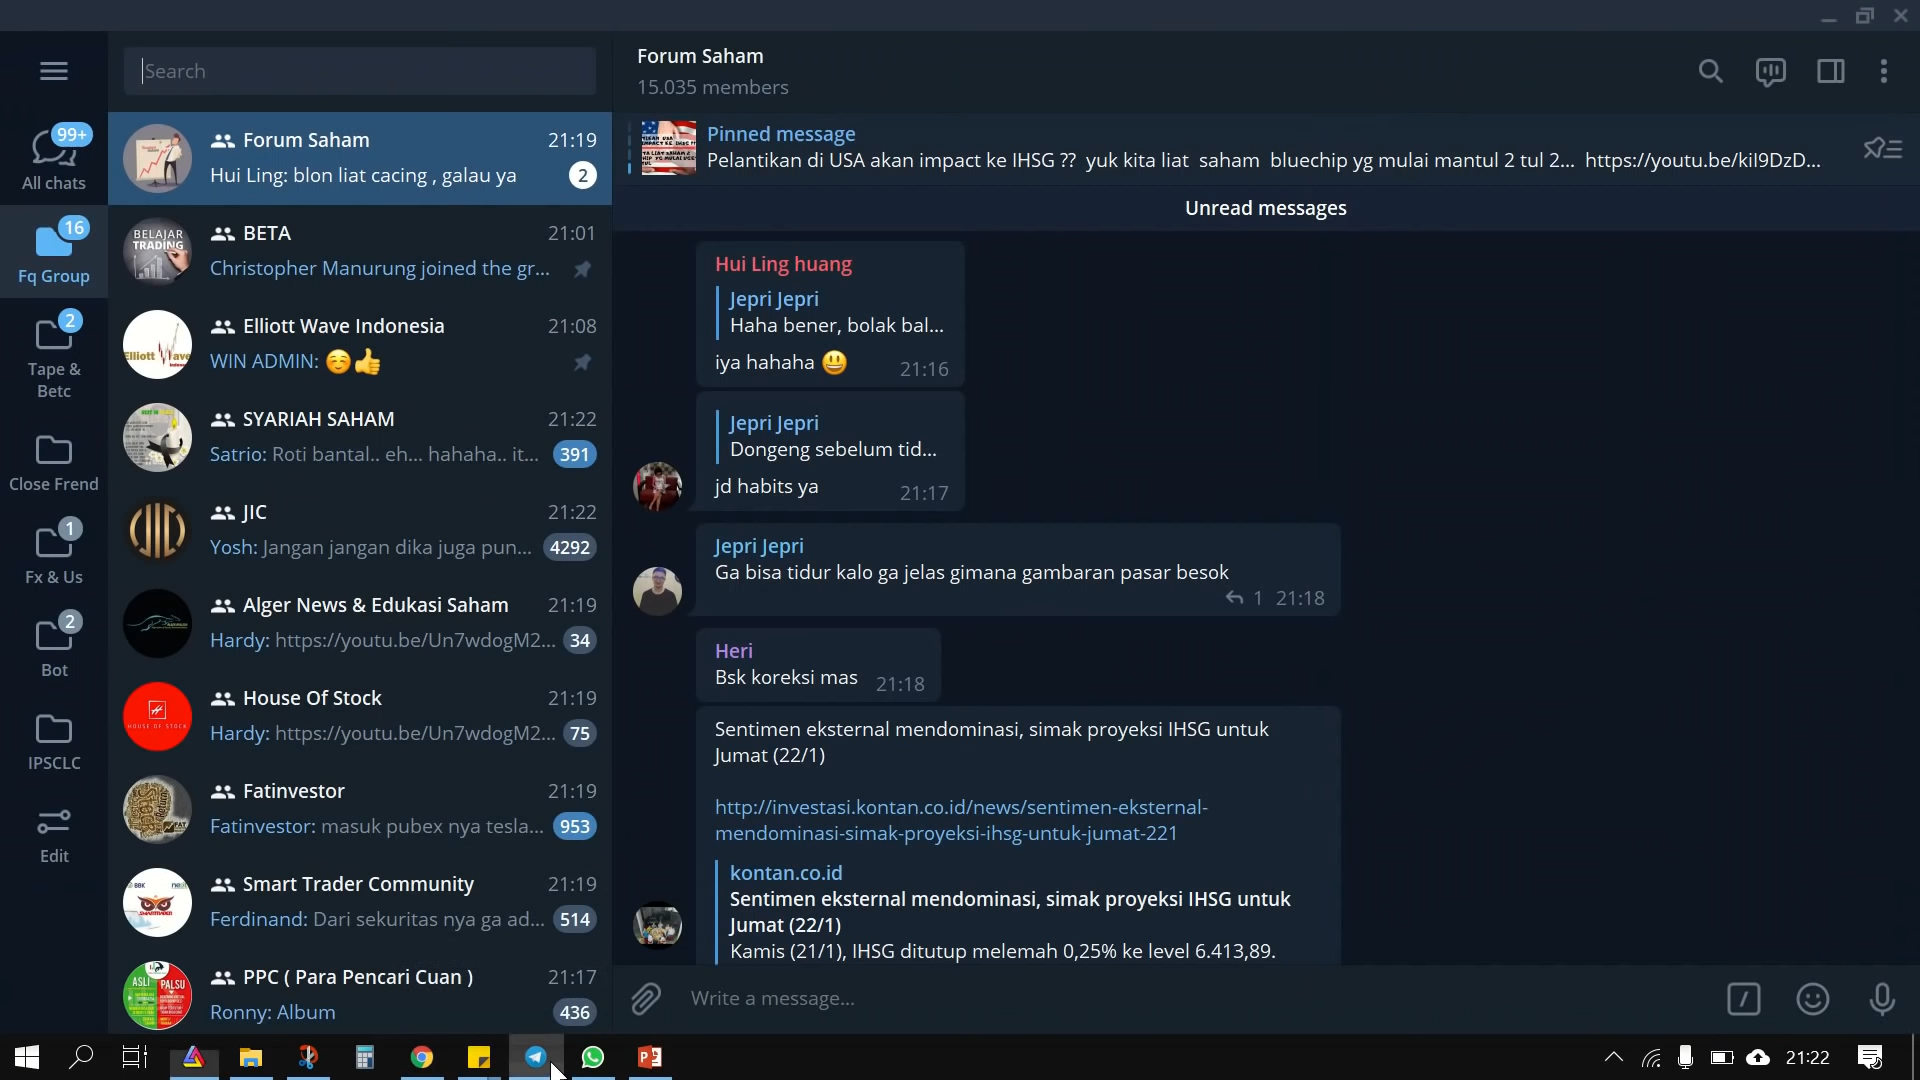 Search
99+
All chats
16
Fq Group
2
Tape &
Betc
Close Frend
1
Fx & Us
2
Bot
IPSCLC
Edit
Forum Saham
21:19
Hui Ling: blon liat cacing , galau ya
2
BELAJAR
TRADING
BETA
21:01
Christopher Manurung joined the gr...
Elliott Wave
Elliott Wave Indonesia
21:08
WIN ADMIN: ☺️👍
SYARIAH SAHAM
21:22
Satrio: Roti bantal.. eh... hahaha.. it...
391
JIC
21:22
Yosh: Jangan jangan dika juga pun...
4292
Alger News & Edukasi Saham
21:19
Hardy: https://youtu.be/Un7wdogM2...
34
HOUSE OF STOCK
House Of Stock
21:19
Hardy: https://youtu.be/Un7wdogM2...
75
Fatinvestor
21:19
Fatinvestor: masuk pubex nya tesla...
953
Smart Trader Community
21:19
Ferdinand: Dari sekuritas nya ga ad...
514
ASLI
PALSU
PPC ( Para Pencari Cuan )
21:17
Ronny: Album
436
Forum Saham
15.035 members
Pinned message
Pelantikan di USA akan impact ke IHSG ?? yuk kita liat saham bluechip yg mulai mantul 2 tul 2... https://youtu.be/kiI9DzD...
Unread messages
Hui Ling huang
Jepri Jepri
Haha bener, bolak bal...
iya hahaha 😃
21:16
Jepri Jepri
Dongeng sebelum tid...
jd habits ya
21:17
Jepri Jepri
Ga bisa tidur kalo ga jelas gimana gambaran pasar besok
1 21:18
Heri
Bsk koreksi mas
21:18
Sentimen eksternal mendominasi, simak proyeksi IHSG untuk
Jumat (22/1)
http://investasi.kontan.co.id/news/sentimen-eksternal-
mendominasi-simak-proyeksi-ihsg-untuk-jumat-221
kontan.co.id
Sentimen eksternal mendominasi, simak proyeksi IHSG untuk
Jumat (22/1)
Kamis (21/1), IHSG ditutup melemah 0,25% ke level 6.413,89.
Write a message...
21:22